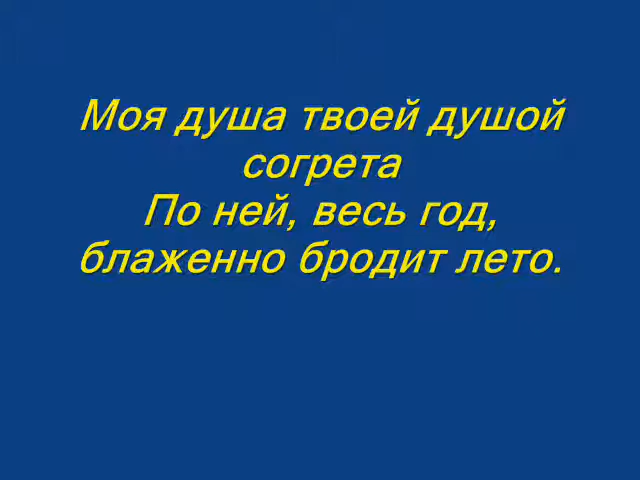 Моя душа твоей душой
согрета
По ней, весь год,
блаженно бродит лето.